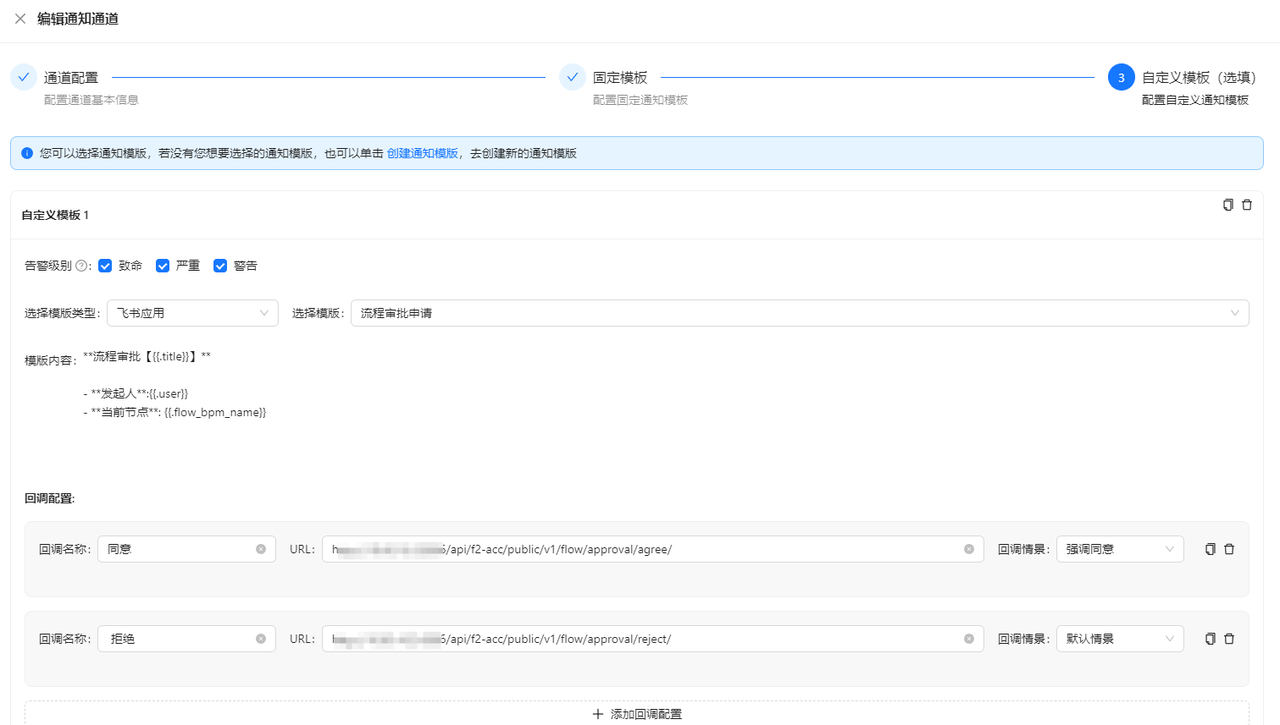 编辑通知通道
通道配置
配置通道基本信息
固定模板
配置固定通知模板
3
自定义模板（选填）
配置自定义通知模板
您可以选择通知模版，若没有您想要选择的通知模版，也可以单击 创建通知模版，去创建新的通知模版
自定义模板 1
告警级别 ? : 致命 严重 警告
选择模版类型: 飞书应用 选择模版: 流程审批申请
模版内容: **流程审批【{{.title}}】**
- **发起人**:{{.user}}
- **当前节点**: {{.flow_bpm_name}}
回调配置:
回调名称: 同意 URL: 6/api/f2-acc/public/v1/flow/approval/agree/ 回调情景: 强调同意
回调名称: 拒绝 URL: 6/api/f2-acc/public/v1/flow/approval/reject/ 回调情景: 默认情景
+ 添加回调配置